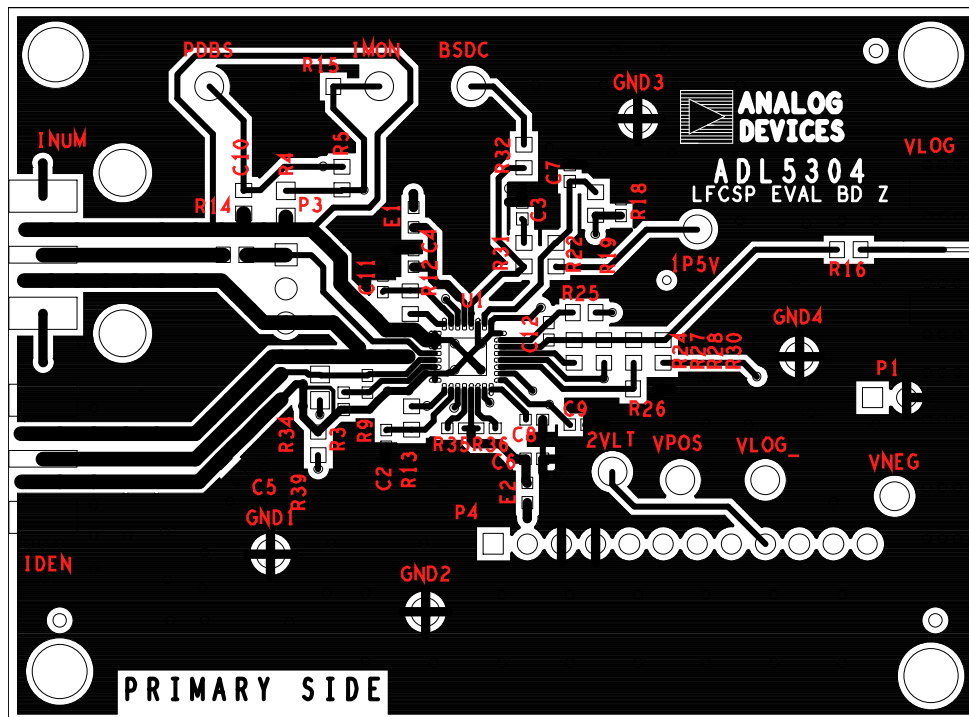 PDBS
IMON
BSDC
R15
GND3
ANALOG
DEVICES
INUM
VLOG
C10
R4
R5
R32
C7
ADL5304
LFCSP EVAL BD Z
R14
P3
E1
C3
R18
C4
R31
R22
R19
1P5V
R16
C11
R12
U1
R25
GND4
C12
R24
R27
R28
R30
P1
R26
R34
R3
R9
R35
R36
C8
C9
C6
2VLT
VPOS
VLOG_
VNEG
C2
R13
R39
C5
E2
P4
GND1
IDEN
GND2
PRIMARY SIDE